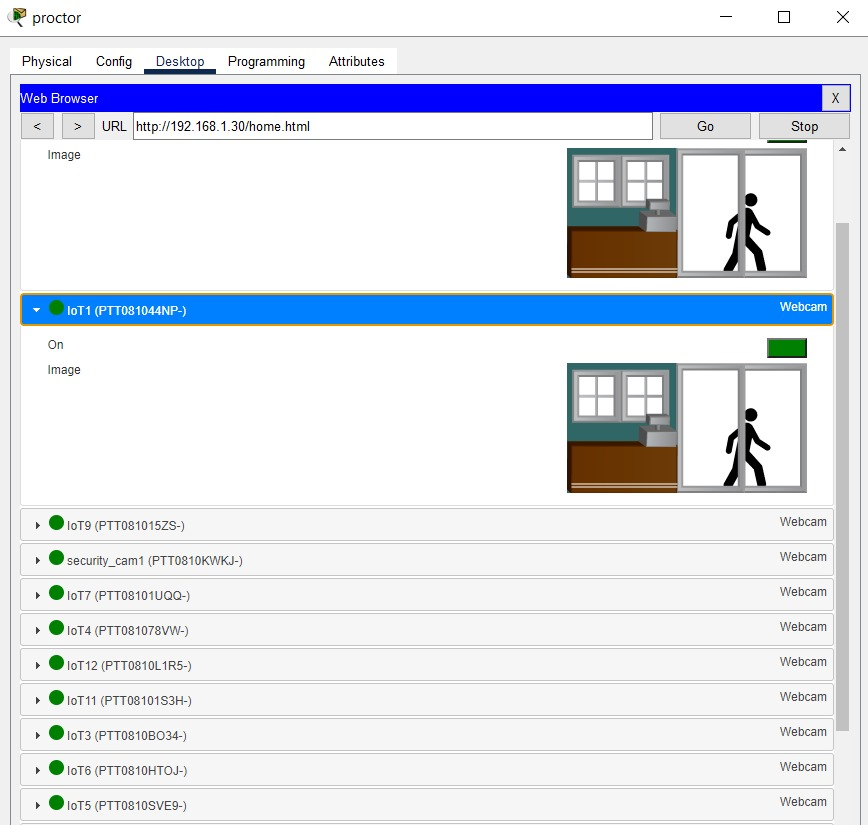 proctor
Physical Config Desktop Programming Attributes
Web Browser X
< > URL http://192.168.1.30/home.html Go Stop
Image
IoT1 (PTT081044NP-) Webcam
On
Image
IoT9 (PTT081015ZS-) Webcam
security_cam1 (PTT0810KWKJ-) Webcam
IoT7 (PTT08101UQQ-) Webcam
IoT4 (PTT081078VW-) Webcam
IoT12 (PTT0810L1R5-) Webcam
IoT11 (PTT08101S3H-) Webcam
IoT3 (PTT0810BO34-) Webcam
IoT6 (PTT0810HTOJ-) Webcam
IoT5 (PTT0810SVE9-) Webcam